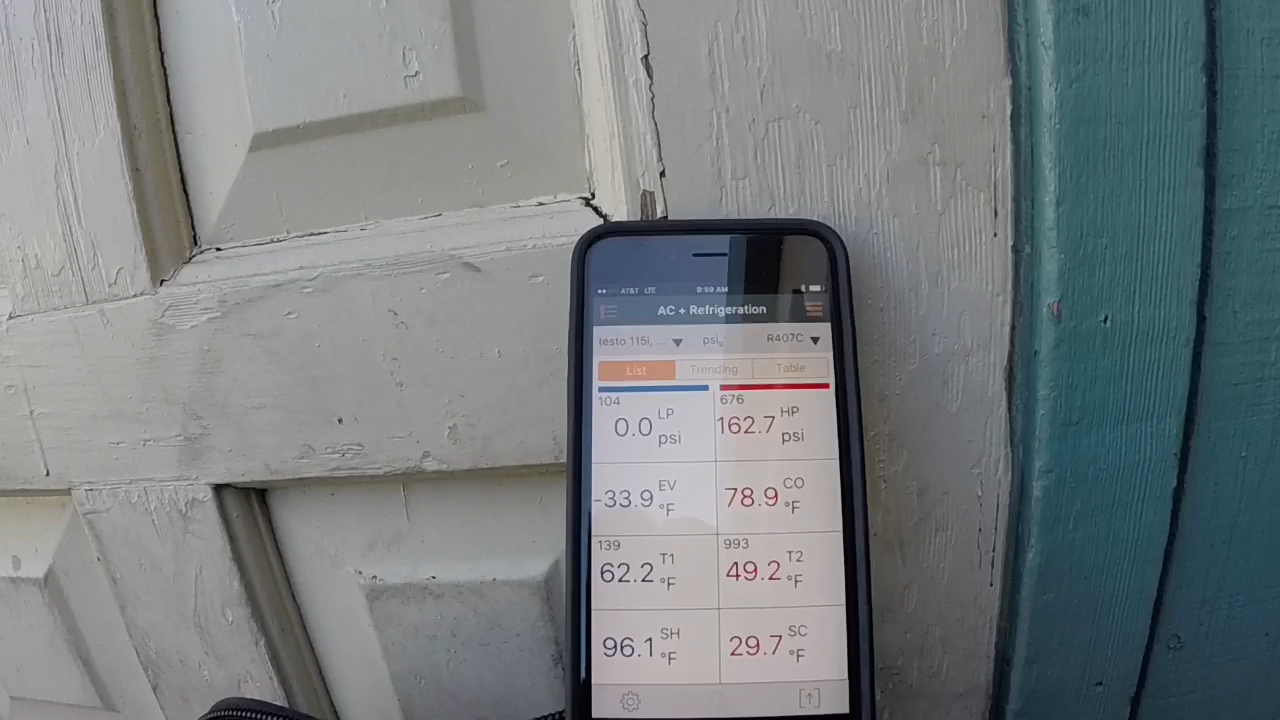 AT&T LTE 9:59 AM
AC + Refrigeration
testo 115i, ... ▼ psig R407C ▼
List Trending Table
104 676
0.0 LP psi 162.7 HP psi
-33.9 EV °F 78.9 CO °F
139 993
62.2 T1 °F 49.2 T2 °F
96.1 SH °F 29.7 SC °F